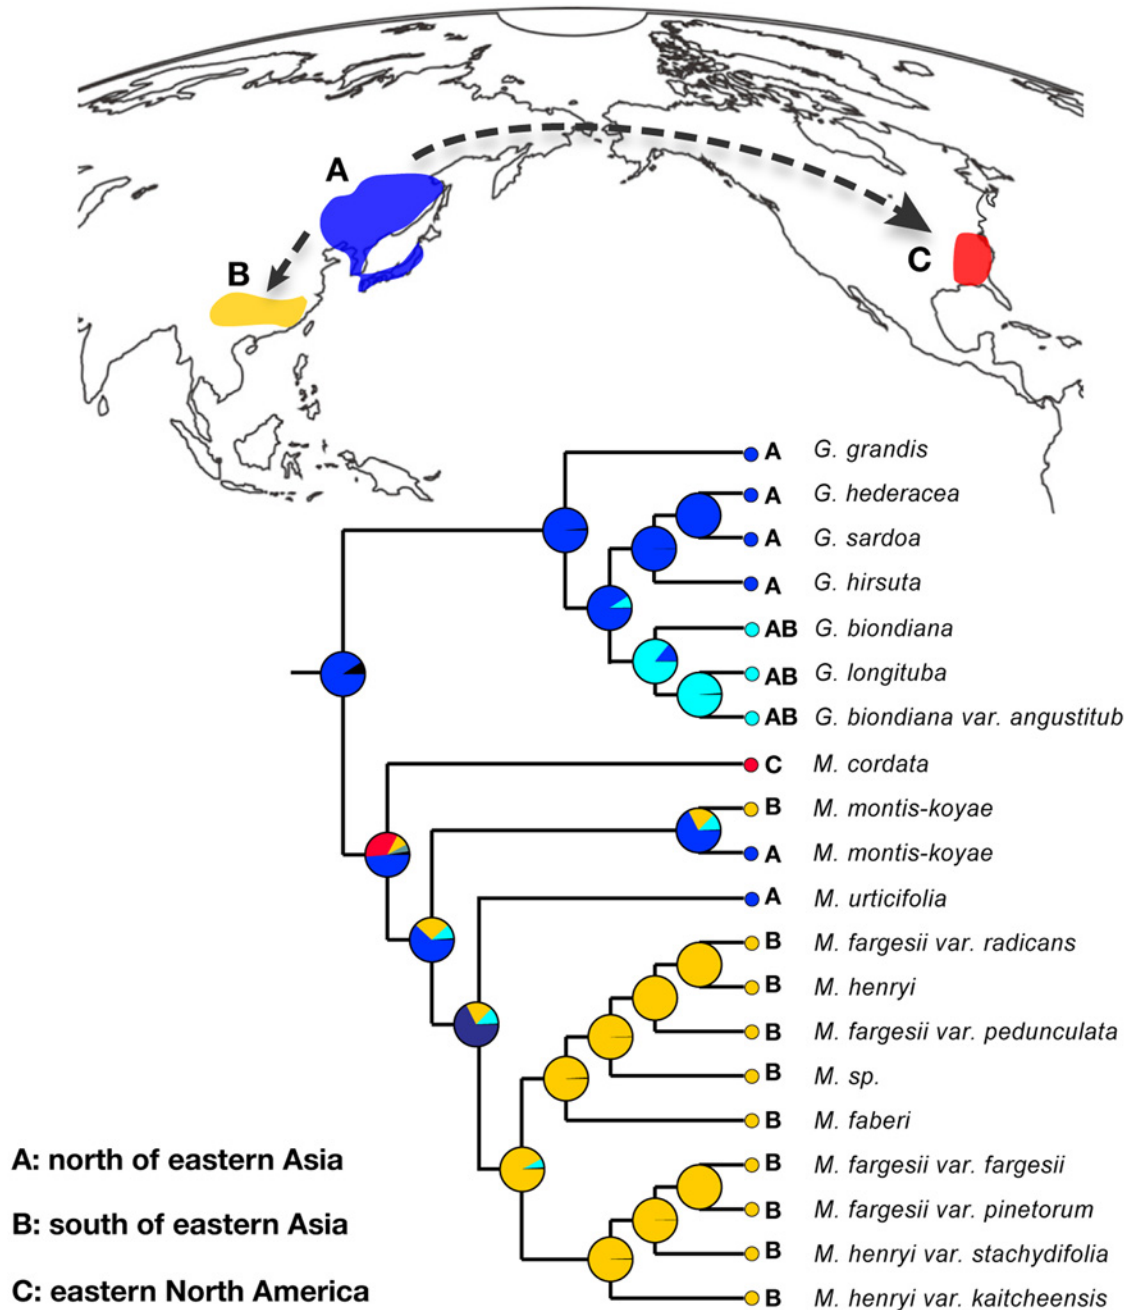 A
B
C
A G. grandis
A G. hederacea
A G. sardoa
A G. hirsuta
AB G. biondiana
AB G. longituba
AB G. biondiana var. angustitub
C M. cordata
B M. montis-koyae
A M. montis-koyae
A M. urticifolia
B M. fargesii var. radicans
B M. henryi
B M. fargesii var. pedunculata
B M. sp.
B M. faberi
B M. fargesii var. fargesii
B M. fargesii var. pinetorum
B M. henryi var. stachydifolia
B M. henryi var. kaitcheensis
A: north of eastern Asia
B: south of eastern Asia
C: eastern North America